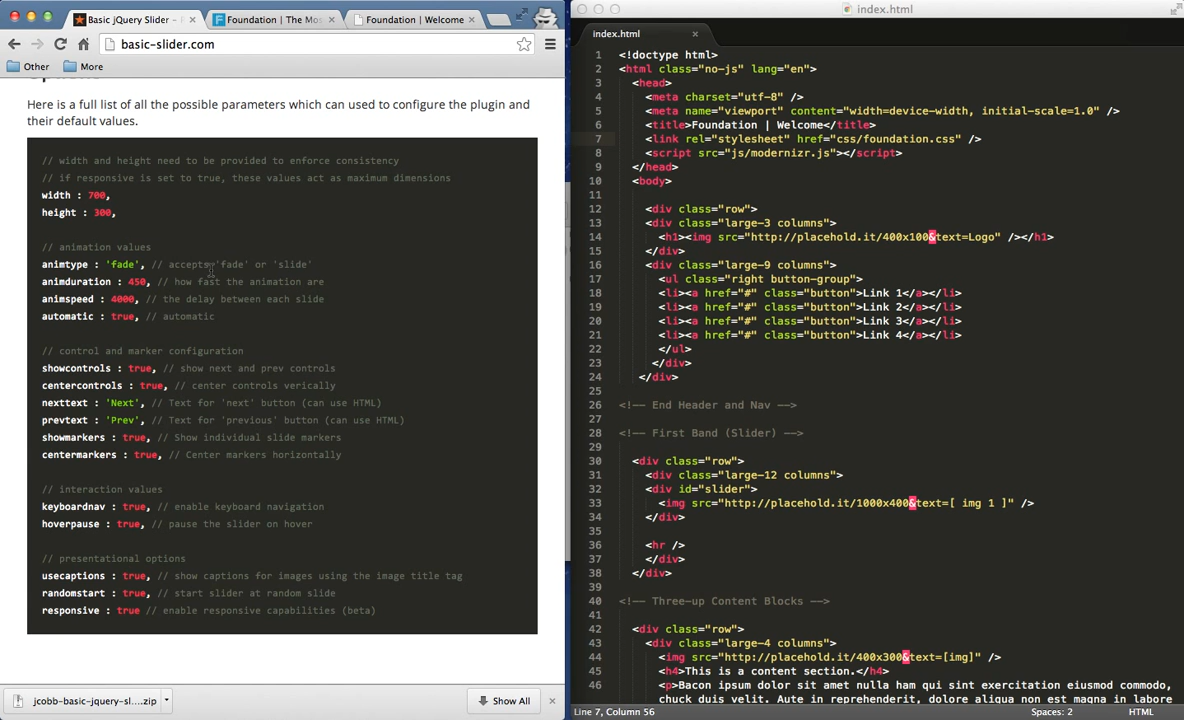 Basic jQuery Slider -
Foundation | The Mos
Foundation | Welcome
basic-slider.com
Other
More
Here is a full list of all the possible parameters which can used to configure the plugin and
their default values.
// width and height need to be provided to enforce consistency
// if responsive is set to true, these values act as maximum dimensions
width : 700,
height : 300,
// animation values
animtype : 'fade', // accepts 'fade' or 'slide'
animduration : 450, // how fast the animation are
animspeed : 4000, // the delay between each slide
automatic : true, // automatic
// control and marker configuration
showcontrols : true, // show next and prev controls
centercontrols : true, // center controls verically
nexttext : 'Next', // Text for 'next' button (can use HTML)
prevtext : 'Prev', // Text for 'previous' button (can use HTML)
showmarkers : true, // Show individual slide markers
centermarkers : true, // Center markers horizontally
// interaction values
keyboardnav : true, // enable keyboard navigation
hoverpause : true, // pause the slider on hover
// presentational options
usecaptions : true, // show captions for images using the image title tag
randomstart : true, // start slider at random slide
responsive : true // enable responsive capabilities (beta)
jcobb-basic-jquery-sl....zip
Show All
index.html
index.html
1 <!doctype html>
2 <html class="no-js" lang="en">
3 <head>
4 <meta charset="utf-8" />
5 <meta name="viewport" content="width=device-width, initial-scale=1.0" />
6 <title>Foundation | Welcome</title>
7 <link rel="stylesheet" href="css/foundation.css" />
8 <script src="js/modernizr.js"></script>
9 </head>
10 <body>
11
12 <div class="row">
13 <div class="large-3 columns">
14 <h1><img src="http://placehold.it/400x100&text=Logo" /></h1>
15 </div>
16 <div class="large-9 columns">
17 <ul class="right button-group">
18 <li><a href="#" class="button">Link 1</a></li>
19 <li><a href="#" class="button">Link 2</a></li>
20 <li><a href="#" class="button">Link 3</a></li>
21 <li><a href="#" class="button">Link 4</a></li>
22 </ul>
23 </div>
24 </div>
25
26 <!-- End Header and Nav -->
27
28 <!-- First Band (Slider) -->
29
30 <div class="row">
31 <div class="large-12 columns">
32 <div id="slider">
33 <img src="http://placehold.it/1000x400&text=[ img 1 ]" />
34 </div>
35
36 <hr />
37 </div>
38 </div>
39
40 <!-- Three-up Content Blocks -->
41
42 <div class="row">
43 <div class="large-4 columns">
44 <img src="http://placehold.it/400x300&text=[img]" />
45 <h4>This is a content section.</h4>
46 <p>Bacon ipsum dolor sit amet nulla ham qui sint exercitation eiusmod commodo,
chuck duis velit. Aute in reprehenderit, dolore aliqua non est magna in labore
Line 7, Column 56
Spaces: 2
HTML